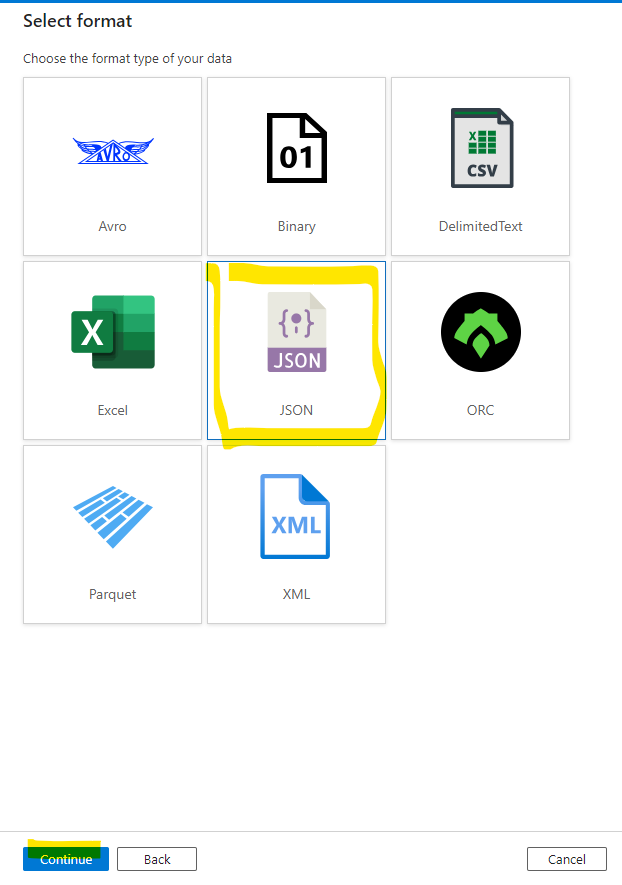 Select format
Choose the format type of your data
AVRO
01
CSV
X
Avro
Binary
DelimitedText
X
{:}
JSON
Excel
JSON
ORC
XML
Parquet
XML
Continue
Back
Cancel